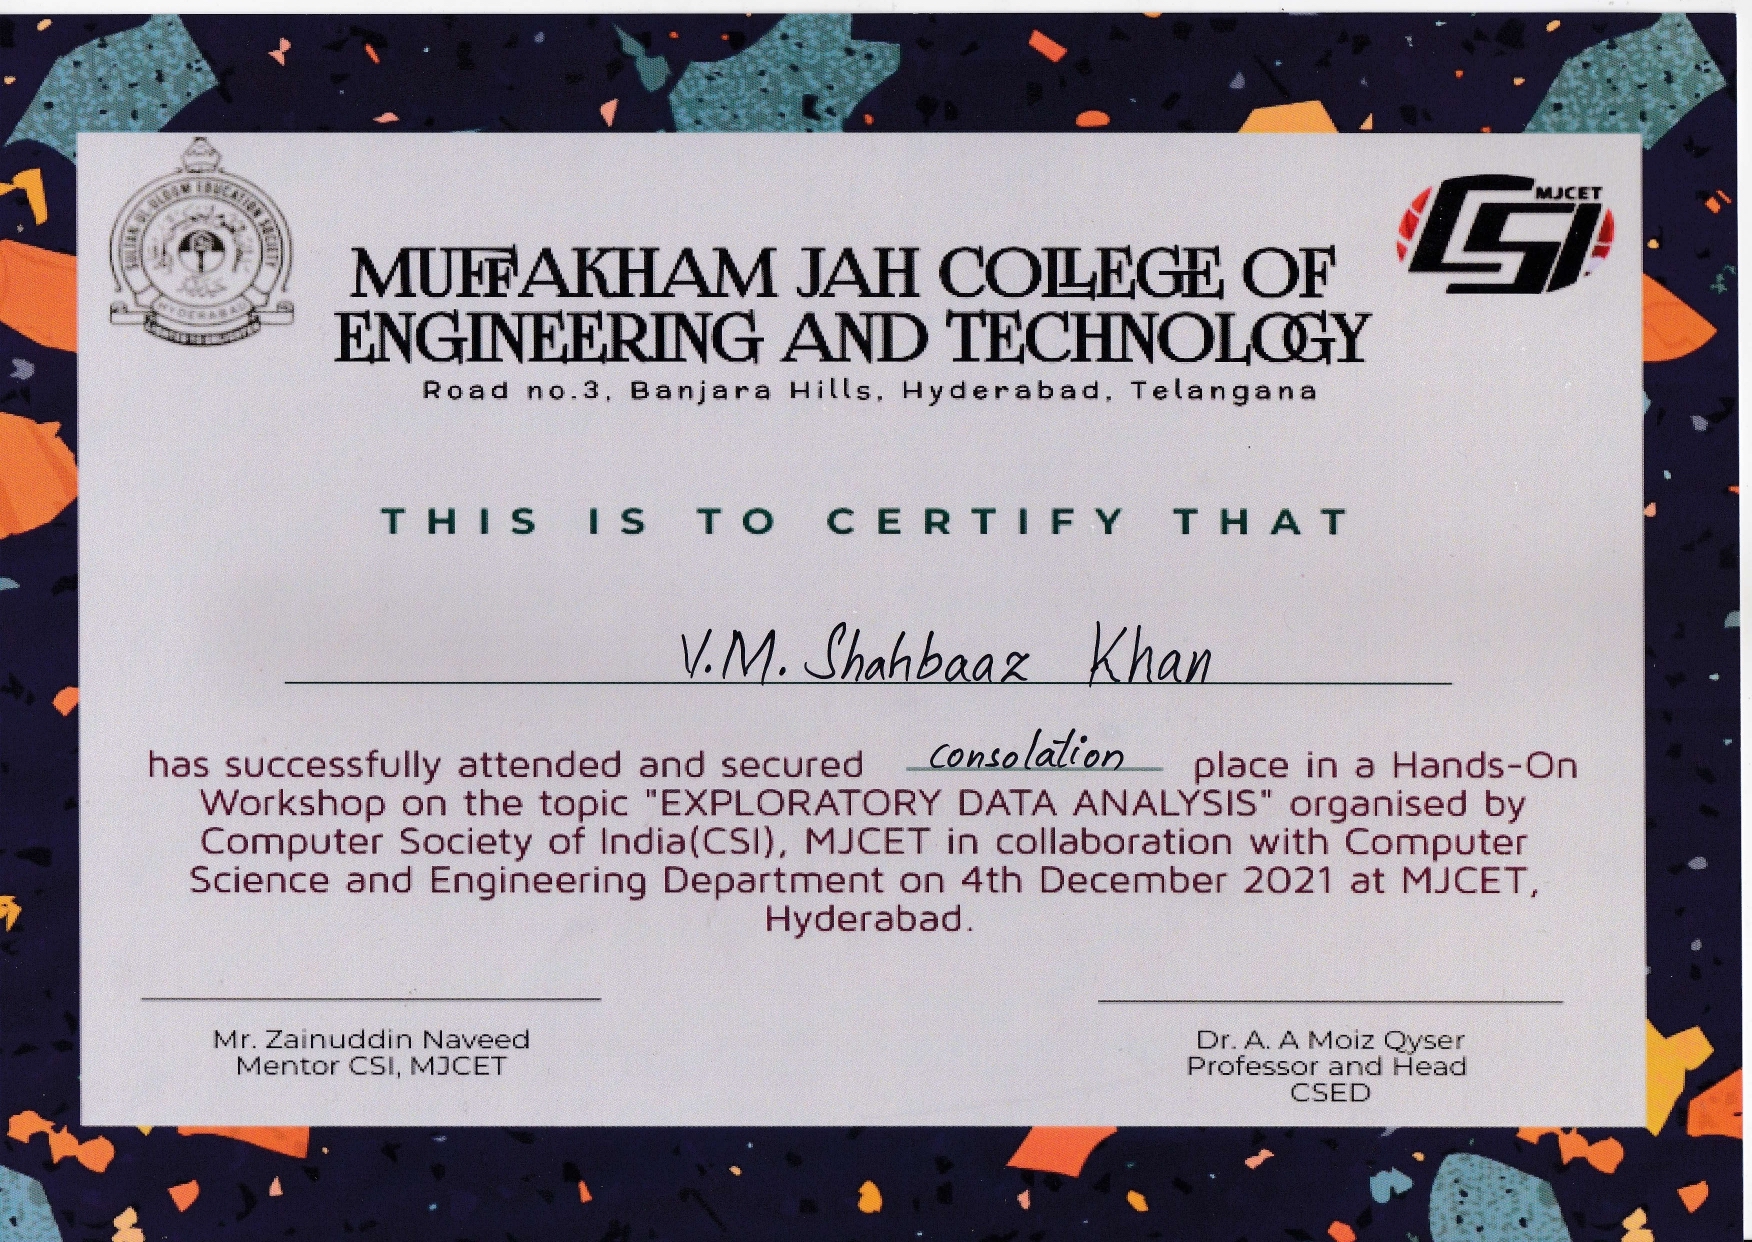 SULTAN UL ULOOM EDUCATION SOCIETY
HYDERABAD
MJCET
CSI
MUFFAKHAM JAH COLLEGE OF
ENGINEERING AND TECHNOLOGY
Road no.3, Banjara Hills, Hyderabad, Telangana
THIS IS TO CERTIFY THAT
V.M. Shahbaaz Khan
has successfully attended and secured consolation place in a Hands-On
Workshop on the topic "EXPLORATORY DATA ANALYSIS" organised by
Computer Society of India(CSI), MJCET in collaboration with Computer
Science and Engineering Department on 4th December 2021 at MJCET,
Hyderabad.
Mr. Zainuddin Naveed
Mentor CSI, MJCET
Dr. A. A Moiz Qyser
Professor and Head
CSED